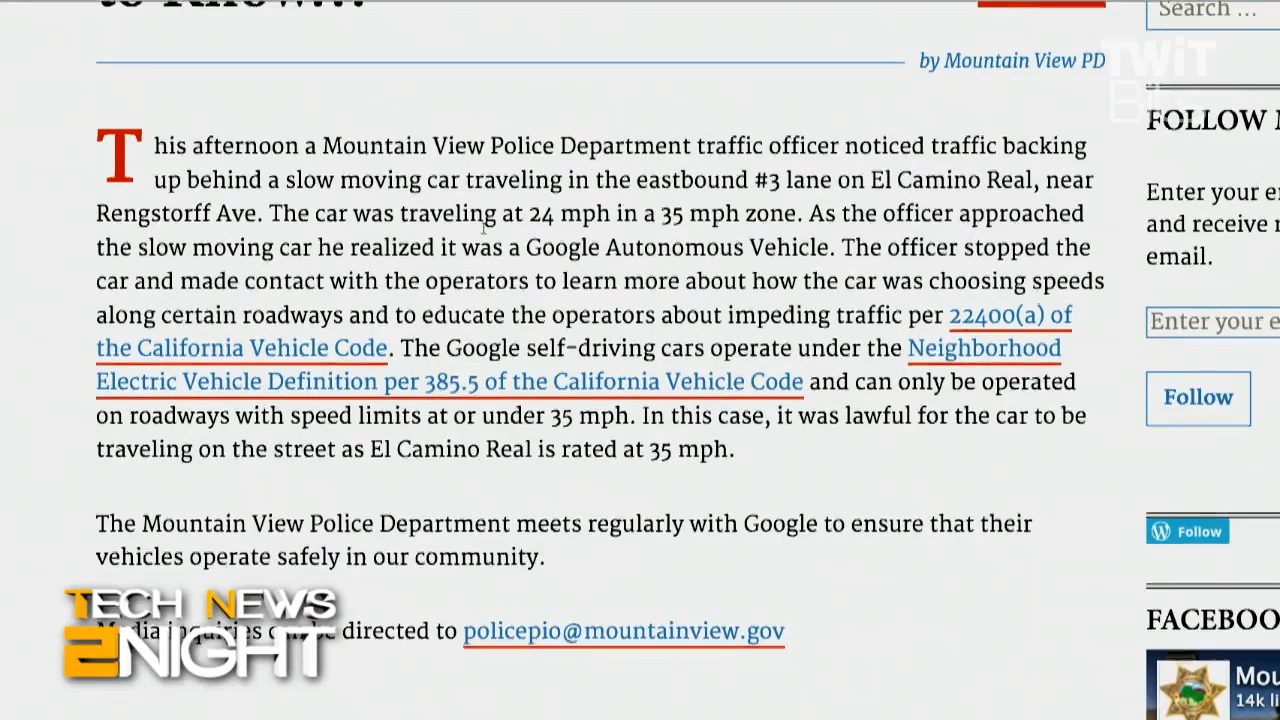 to Know...
Search ...
by Mountain View PD
TWiT
This afternoon a Mountain View Police Department traffic officer noticed traffic backing
up behind a slow moving car traveling in the eastbound #3 lane on El Camino Real, near
Rengstorff Ave. The car was traveling at 24 mph in a 35 mph zone. As the officer approached
the slow moving car he realized it was a Google Autonomous Vehicle. The officer stopped the
car and made contact with the operators to learn more about how the car was choosing speeds
along certain roadways and to educate the operators about impeding traffic per 22400(a) of
the California Vehicle Code. The Google self-driving cars operate under the Neighborhood
Electric Vehicle Definition per 385.5 of the California Vehicle Code and can only be operated
on roadways with speed limits at or under 35 mph. In this case, it was lawful for the car to be
traveling on the street as El Camino Real is rated at 35 mph.
The Mountain View Police Department meets regularly with Google to ensure that their
vehicles operate safely in our community.
Media inquiries can be directed to policepio@mountainview.gov
TECH NEWS
2NIGHT
FOLLOW
Enter your e
and receive
email.
Enter your e
Follow
Follow
FACEBOO
Mou
14k li